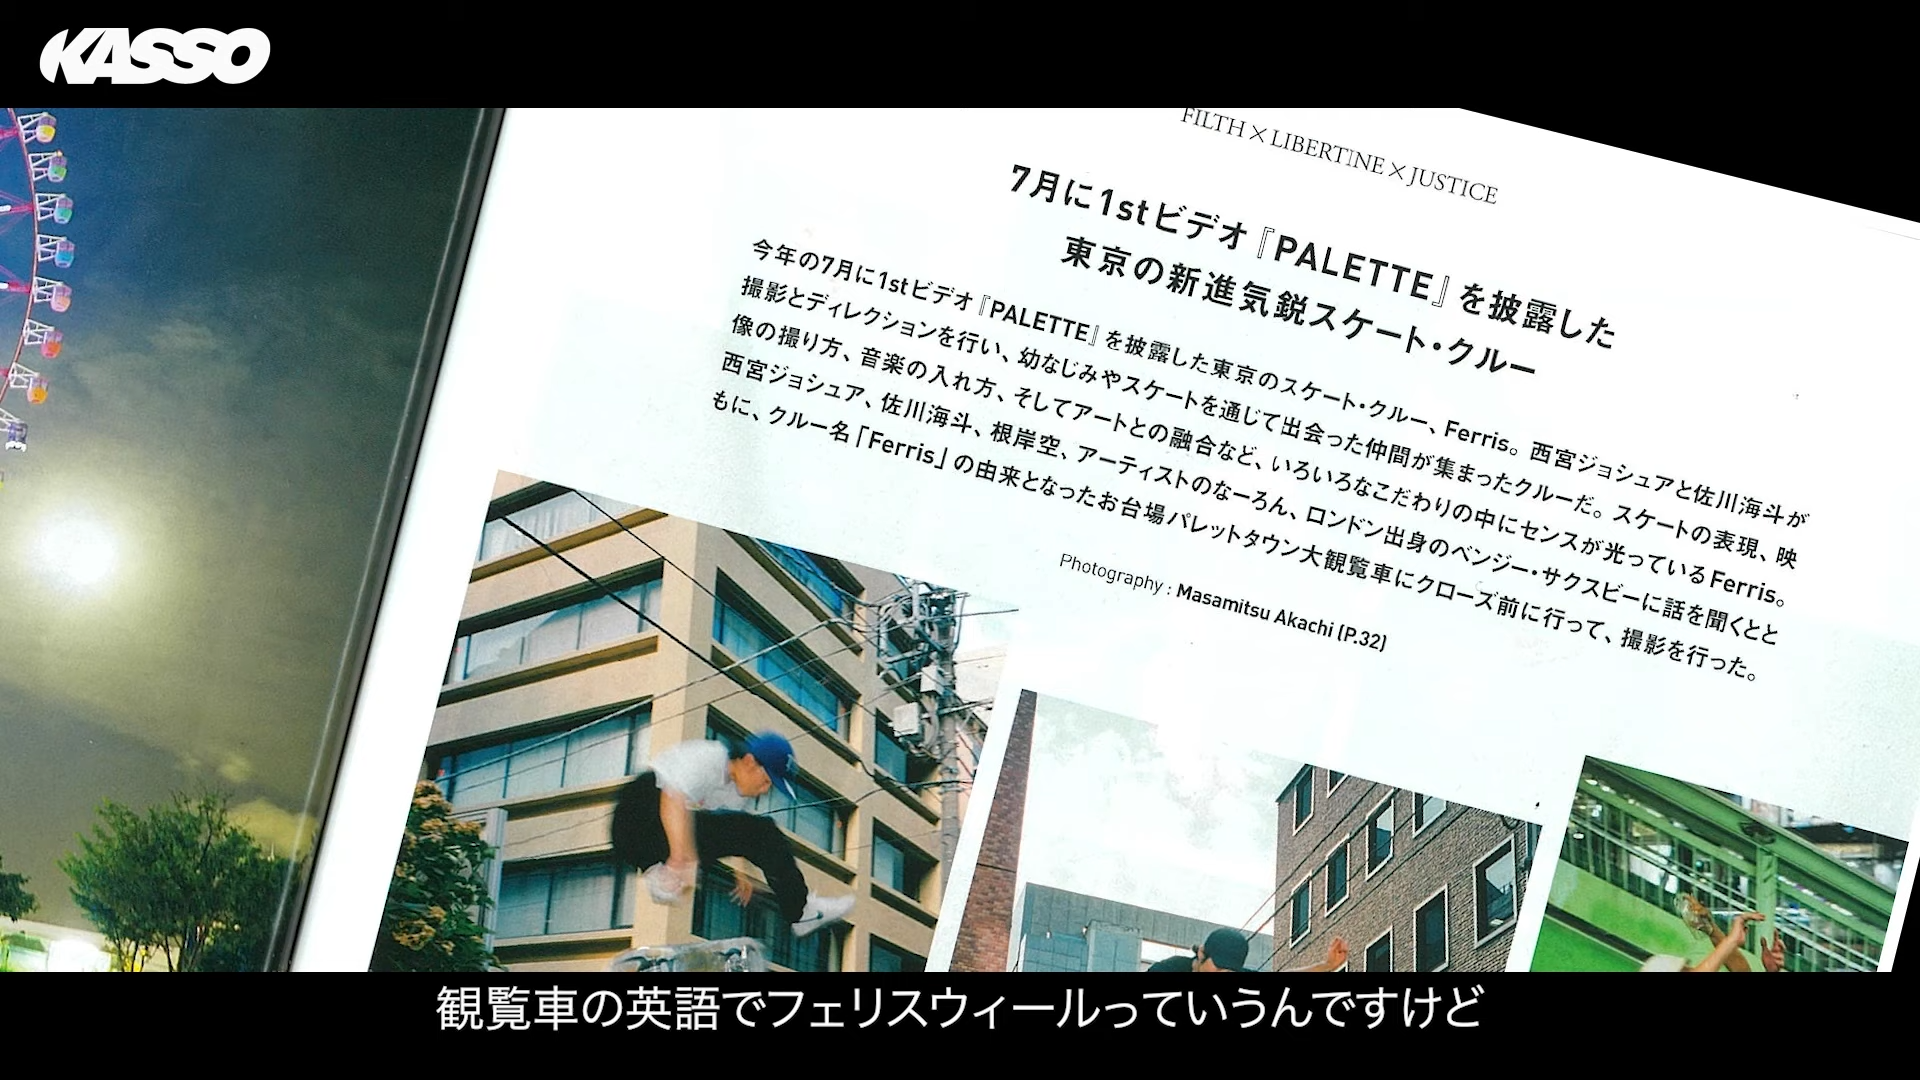 KASSO
FILTH×LIBERTINE×JUSTICE
7月に1stビデオ『PALETTE』を披露した
東京の新進気鋭スケート・クルー
今年の7月に1stビデオ『PALETTE』を披露した東京のスケート・クルー、Ferris。西宮ジョシュアと佐川海斗が
撮影とディレクションを行い、幼なじみやスケートを通じて出会った仲間が集まったクルーだ。スケートの表現、映
像の撮り方、音楽の入れ方、そしてアートとの融合など、いろいろなこだわりの中にセンスが光っているFerris。
西宮ジョシュア、佐川海斗、根岸空、アーティストのなーろん、ロンドン出身のベンジー・サクスビーに話を聞くとと
もに、クルー名「Ferris」の由来となったお台場パレットタウン大観覧車にクローズ前に行って、撮影を行った。
Photography : Masamitsu Akachi (P.32)
観覧車の英語でフェリスウィールっていうんですけど